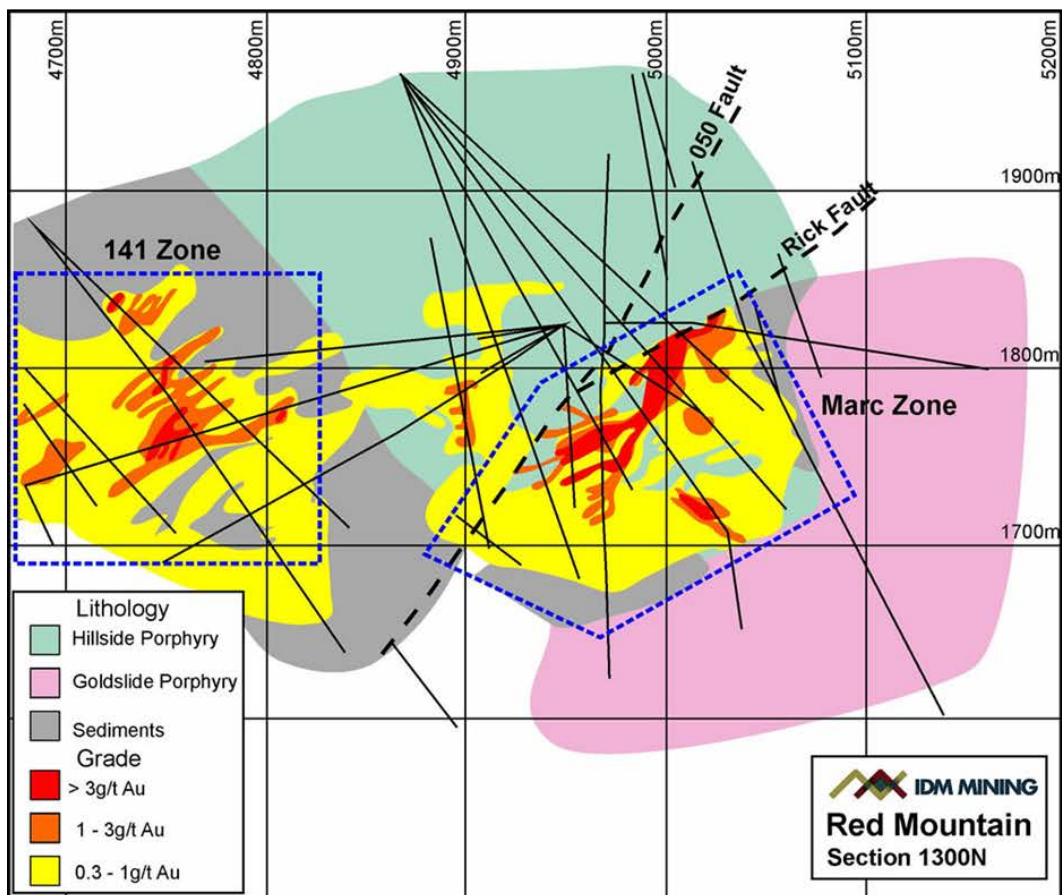 4700m
4800m
4900m
5000m
5100m
5200m
050 Fault
1900m
Rick Fault
141 Zone
1800m
Marc Zone
1700m
Lithology
Hillside Porphyry
Goldslide Porphyry
Sediments
Grade
> 3g/t Au
1 - 3g/t Au
0.3 - 1g/t Au
IDM MINING
Red Mountain
Section 1300N